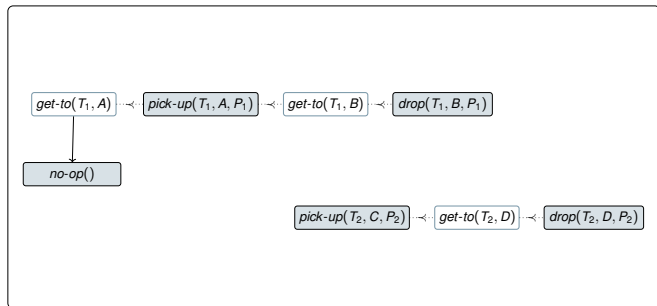 get-to(T₁, A) ≺ pick-up(T₁, A, P₁) ≺ get-to(T₁, B) ≺ drop(T₁, B, P₁)
no-op()
pick-up(T₂, C, P₂) ≺ get-to(T₂, D) ≺ drop(T₂, D, P₂)